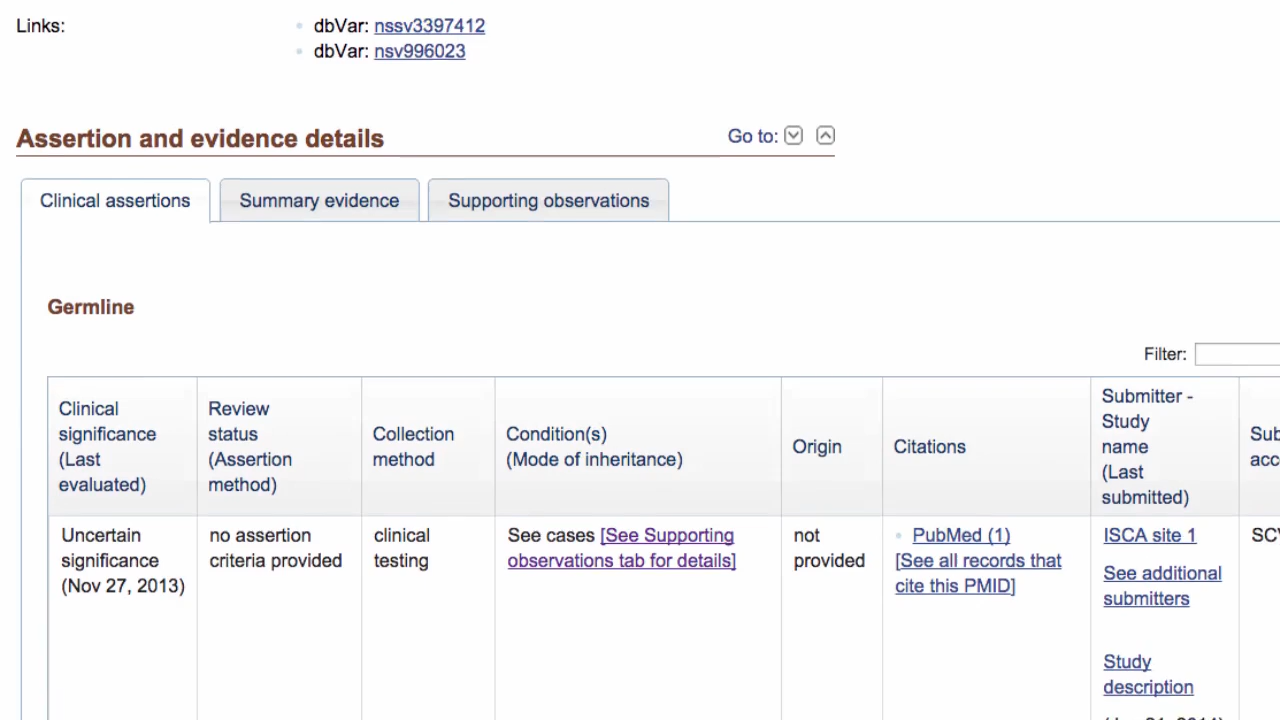 Links:
dbVar: nssv3397412
dbVar: nsv996023
Assertion and evidence details
Go to:
Clinical assertions
Summary evidence
Supporting observations
Germline
Filter:
Clinical
significance
(Last
evaluated)
Review
status
(Assertion
method)
Collection
method
Condition(s)
(Mode of inheritance)
Origin
Citations
Submitter -
Study
name
(Last
submitted)
Sub
acc
Uncertain
significance
(Nov 27, 2013)
no assertion
criteria provided
clinical
testing
See cases [See Supporting
observations tab for details]
not
provided
PubMed (1)
[See all records that
cite this PMID]
ISCA site 1
See additional
submitters
Study
description
SCV